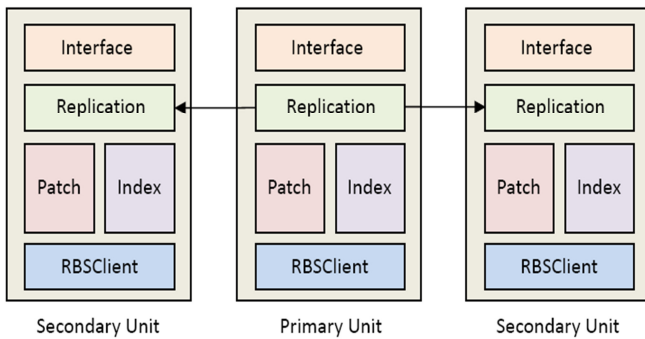 Interface
Interface
Interface
Replication
Replication
Replication
Patch
Index
Patch
Index
Patch
Index
RBSClient
RBSClient
RBSClient
Secondary Unit
Primary Unit
Secondary Unit